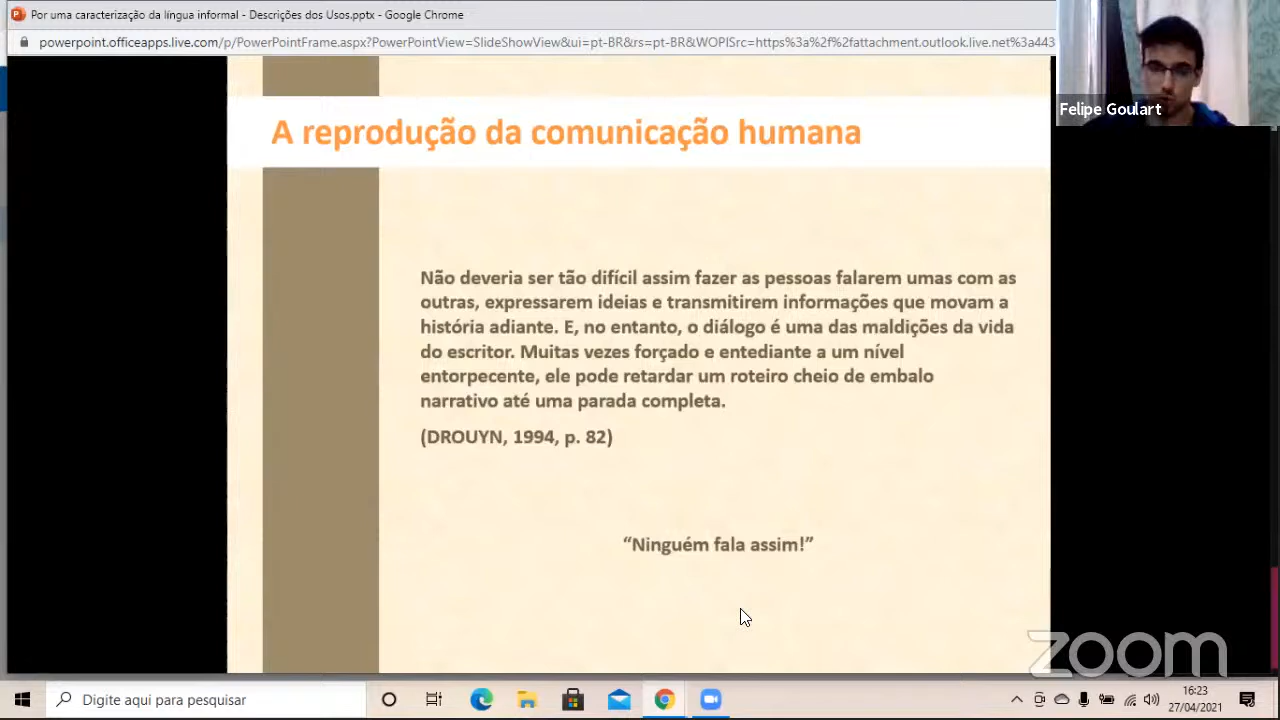 Por uma caracterização da língua informal - Descrições dos Usos.pptx - Google Chrome
powerpoint.officeapps.live.com/p/PowerPointFrame.aspx?PowerPointView=SlideShowView&ui=pt-BR&rs=pt-BR&WOPISrc=https%3a%2f%2fattachment.outlook.live.net%3a443
Felipe Goulart
A reprodução da comunicação humana
Não deveria ser tão difícil assim fazer as pessoas falarem umas com as
outras, expressarem ideias e transmitirem informações que movam a
história adiante. E, no entanto, o diálogo é uma das maldições da vida
do escritor. Muitas vezes forçado e entediante a um nível
entorpecente, ele pode retardar um roteiro cheio de embalo
narrativo até uma parada completa.
(DROUYN, 1994, p. 82)
“Ninguém fala assim!”
zoom
Digite aqui para pesquisar
16:23
27/04/2021